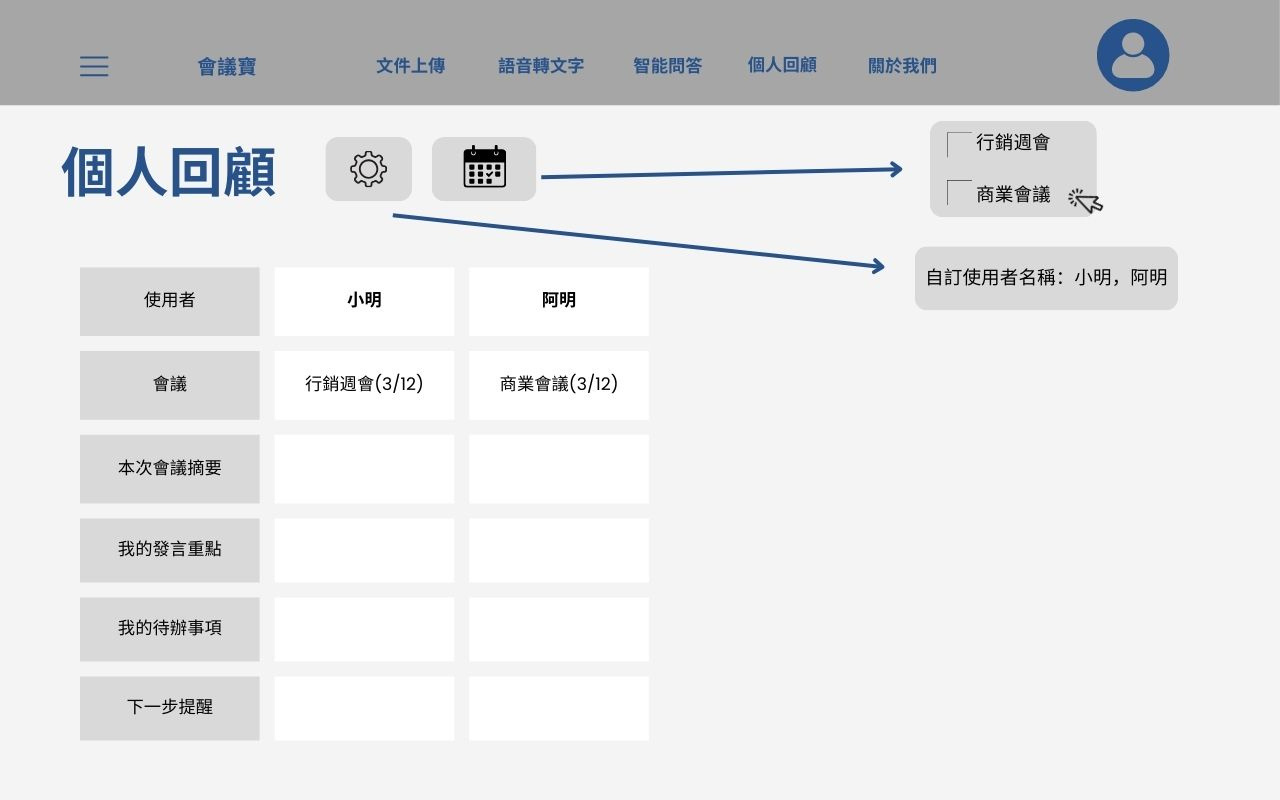 會議寶
文件上傳
語音轉文字
智能問答
個人回顧
關於我們
個人回顧
行銷週會
商業會議
自訂使用者名稱：小明，阿明
使用者 小明 阿明
會議 行銷週會(3/12) 商業會議(3/12)
本次會議摘要
我的發言重點
我的待辦事項
下一步提醒